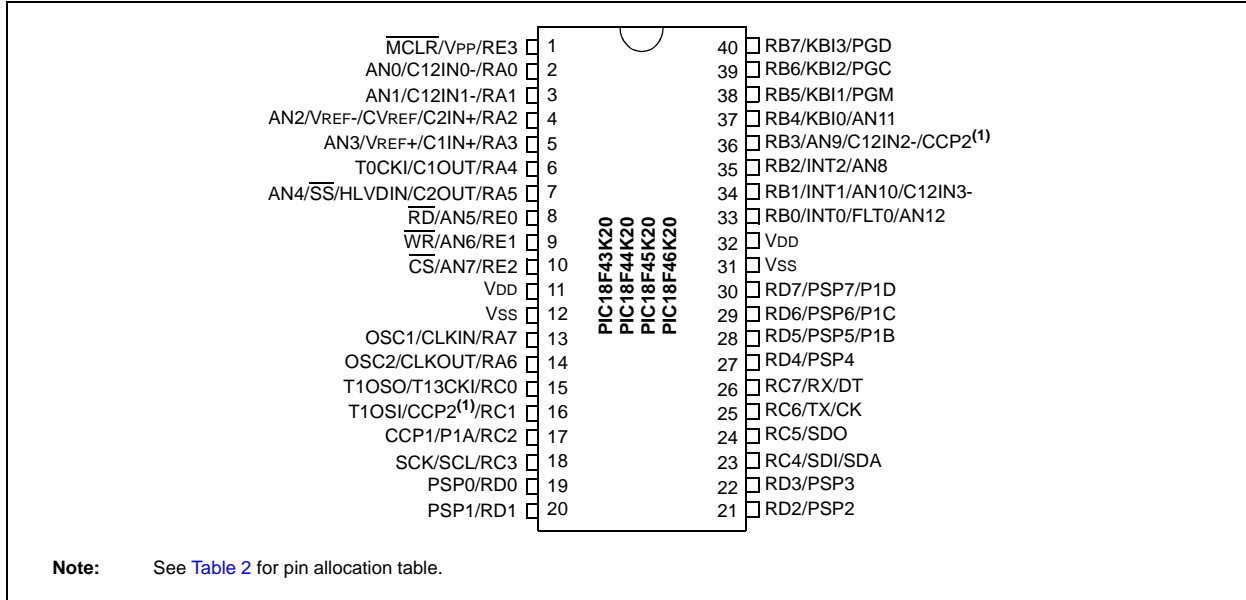 MCLR/VPP/RE3 1
AN0/C12IN0-/RA0 2
AN1/C12IN1-/RA1 3
AN2/VREF-/CVREF/C2IN+/RA2 4
AN3/VREF+/C1IN+/RA3 5
T0CKI/C1OUT/RA4 6
AN4/SS/HLVDIN/C2OUT/RA5 7
RD/AN5/RE0 8
WR/AN6/RE1 9
CS/AN7/RE2 10
VDD 11
VSS 12
OSC1/CLKIN/RA7 13
OSC2/CLKOUT/RA6 14
T1OSO/T13CKI/RC0 15
T1OSI/CCP2(1)/RC1 16
CCP1/P1A/RC2 17
SCK/SCL/RC3 18
PSP0/RD0 19
PSP1/RD1 20
PIC18F43K20
PIC18F44K20
PIC18F45K20
PIC18F46K20
40 RB7/KBI3/PGD
39 RB6/KBI2/PGC
38 RB5/KBI1/PGM
37 RB4/KBI0/AN11
36 RB3/AN9/C12IN2-/CCP2(1)
35 RB2/INT2/AN8
34 RB1/INT1/AN10/C12IN3-
33 RB0/INT0/FLT0/AN12
32 VDD
31 VSS
30 RD7/PSP7/P1D
29 RD6/PSP6/P1C
28 RD5/PSP5/P1B
27 RD4/PSP4
26 RC7/RX/DT
25 RC6/TX/CK
24 RC5/SDO
23 RC4/SDI/SDA
22 RD3/PSP3
21 RD2/PSP2
Note: See Table 2 for pin allocation table.